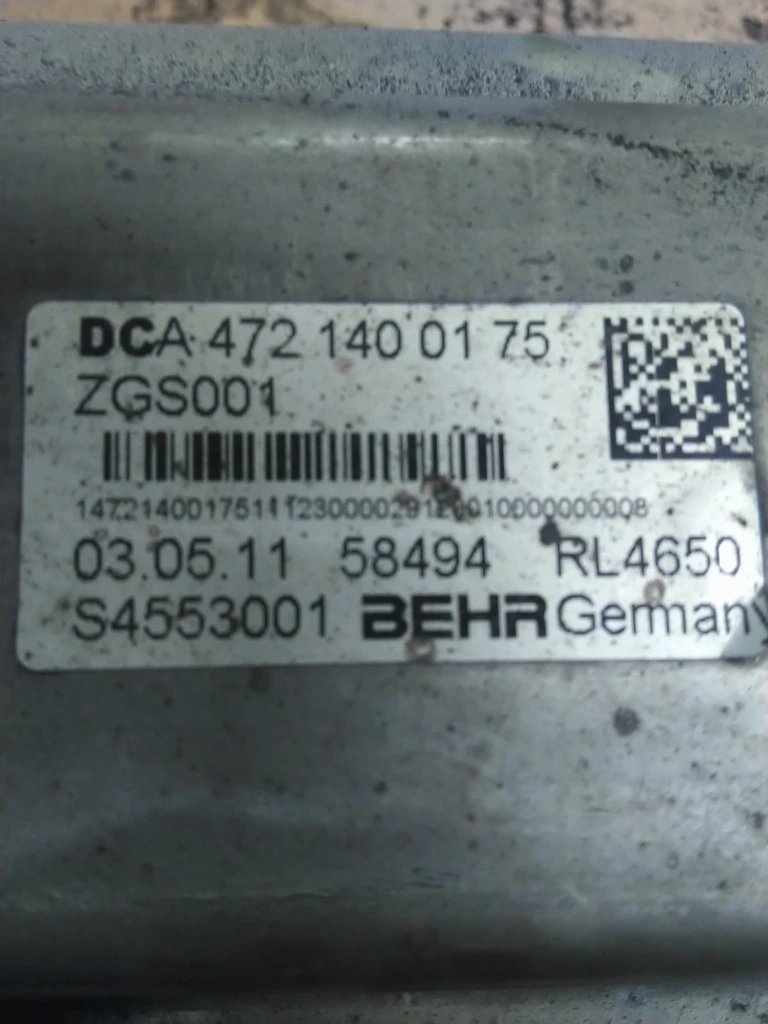 DCA 472 140 01 75
ZGS001
03.05.11 58494 RL4650
S4553001 BEHR Germany